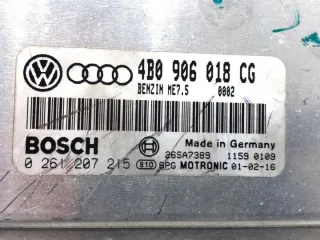 4B0 906 018 CG
BENZIN ME7.5 0002
BOSCH Made in Germany
26SA7389 1159 0109
0 261 207 215 S10 BPG MOTRONIC 01-02-16